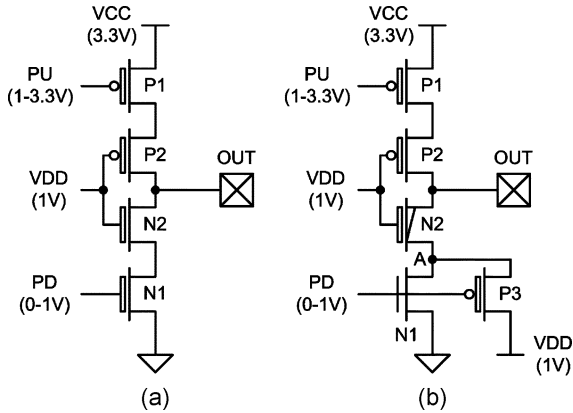 VCC
(3.3V)
PU
(1-3.3V)
P1
P2
OUT
VDD
(1V)
N2
PD
(0-1V)
N1
(a)
VCC
(3.3V)
PU
(1-3.3V)
P1
P2
OUT
VDD
(1V)
N2
A
PD
(0-1V)
P3
N1
VDD
(1V)
(b)